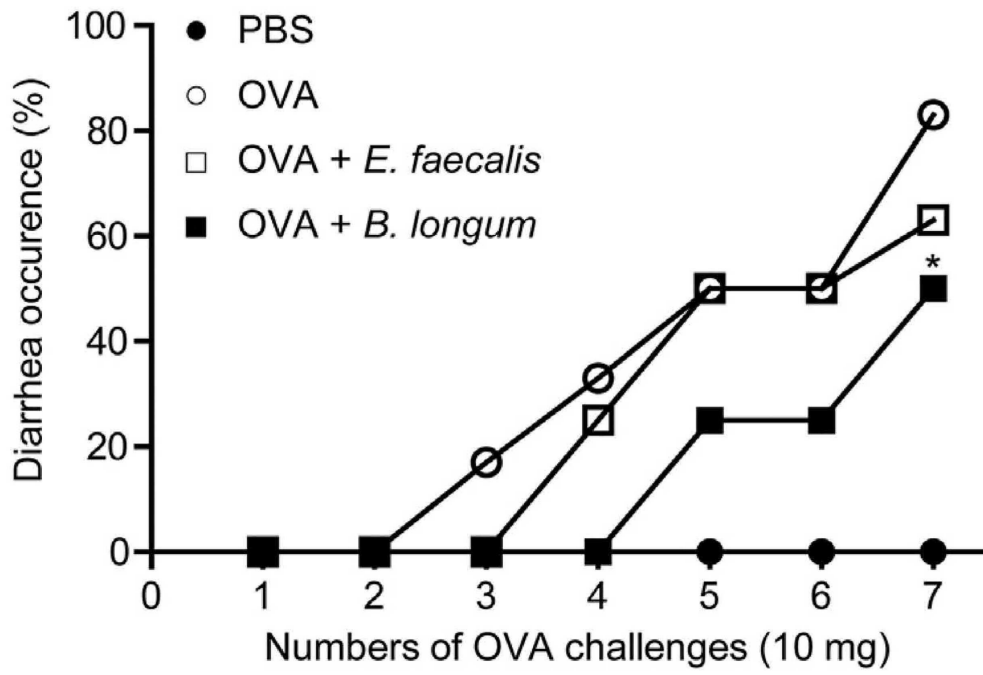 100
80
60
40
20
0
Diarrhea occurence (%)
PBS
OVA
OVA + E. faecalis
OVA + B. longum
*
0 1 2 3 4 5 6 7
Numbers of OVA challenges (10 mg)